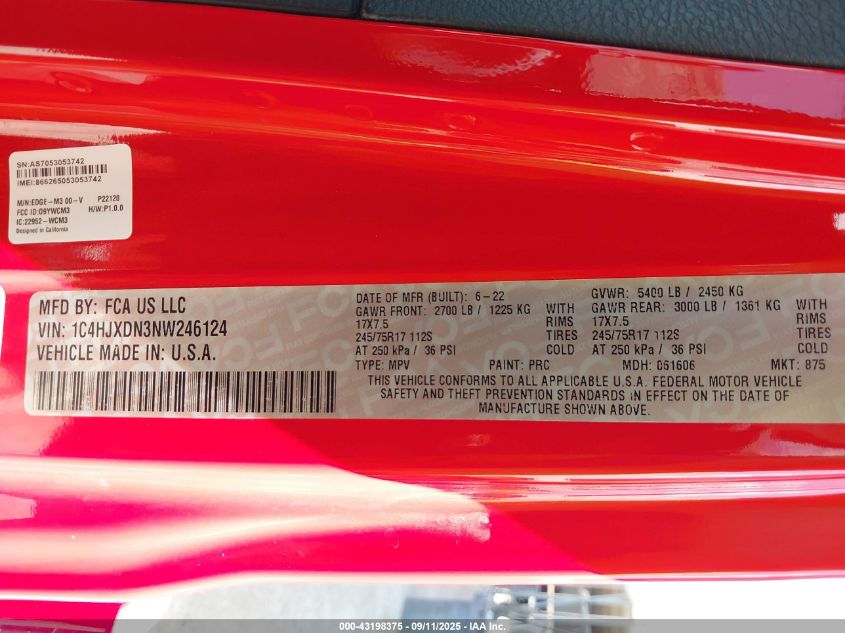 SN:AS7053053742
IMEI:866265053053742
M/N:EDGE-M3 00-V P22120
FCC ID:O9YWCM3 H/W:P1.0.0
IC:22952-WCM3
Designed in California
MFD BY: FCA US LLC
VIN: 1C4HJXDN3NW246124
VEHICLE MADE IN: U.S.A.
DATE OF MFR (BUILT): 6-22 GVWR: 5400 LB / 2450 KG
GAWR FRONT: 2700 LB / 1225 KG WITH GAWR REAR: 3000 LB / 1361 KG WITH
17X7.5 RIMS 17X7.5 RIMS
245/75R17 112S TIRES 245/75R17 112S TIRES
AT 250 kPa / 36 PSI COLD AT 250 kPa / 36 PSI COLD
TYPE: MPV PAINT: PRC MDH: 061606 MKT: 875
THIS VEHICLE CONFORMS TO ALL APPLICABLE U.S.A. FEDERAL MOTOR VEHICLE
SAFETY AND THEFT PREVENTION STANDARDS IN EFFECT ON THE DATE OF
MANUFACTURE SHOWN ABOVE.
000-43198375 - 09/11/2025 - IAA Inc.